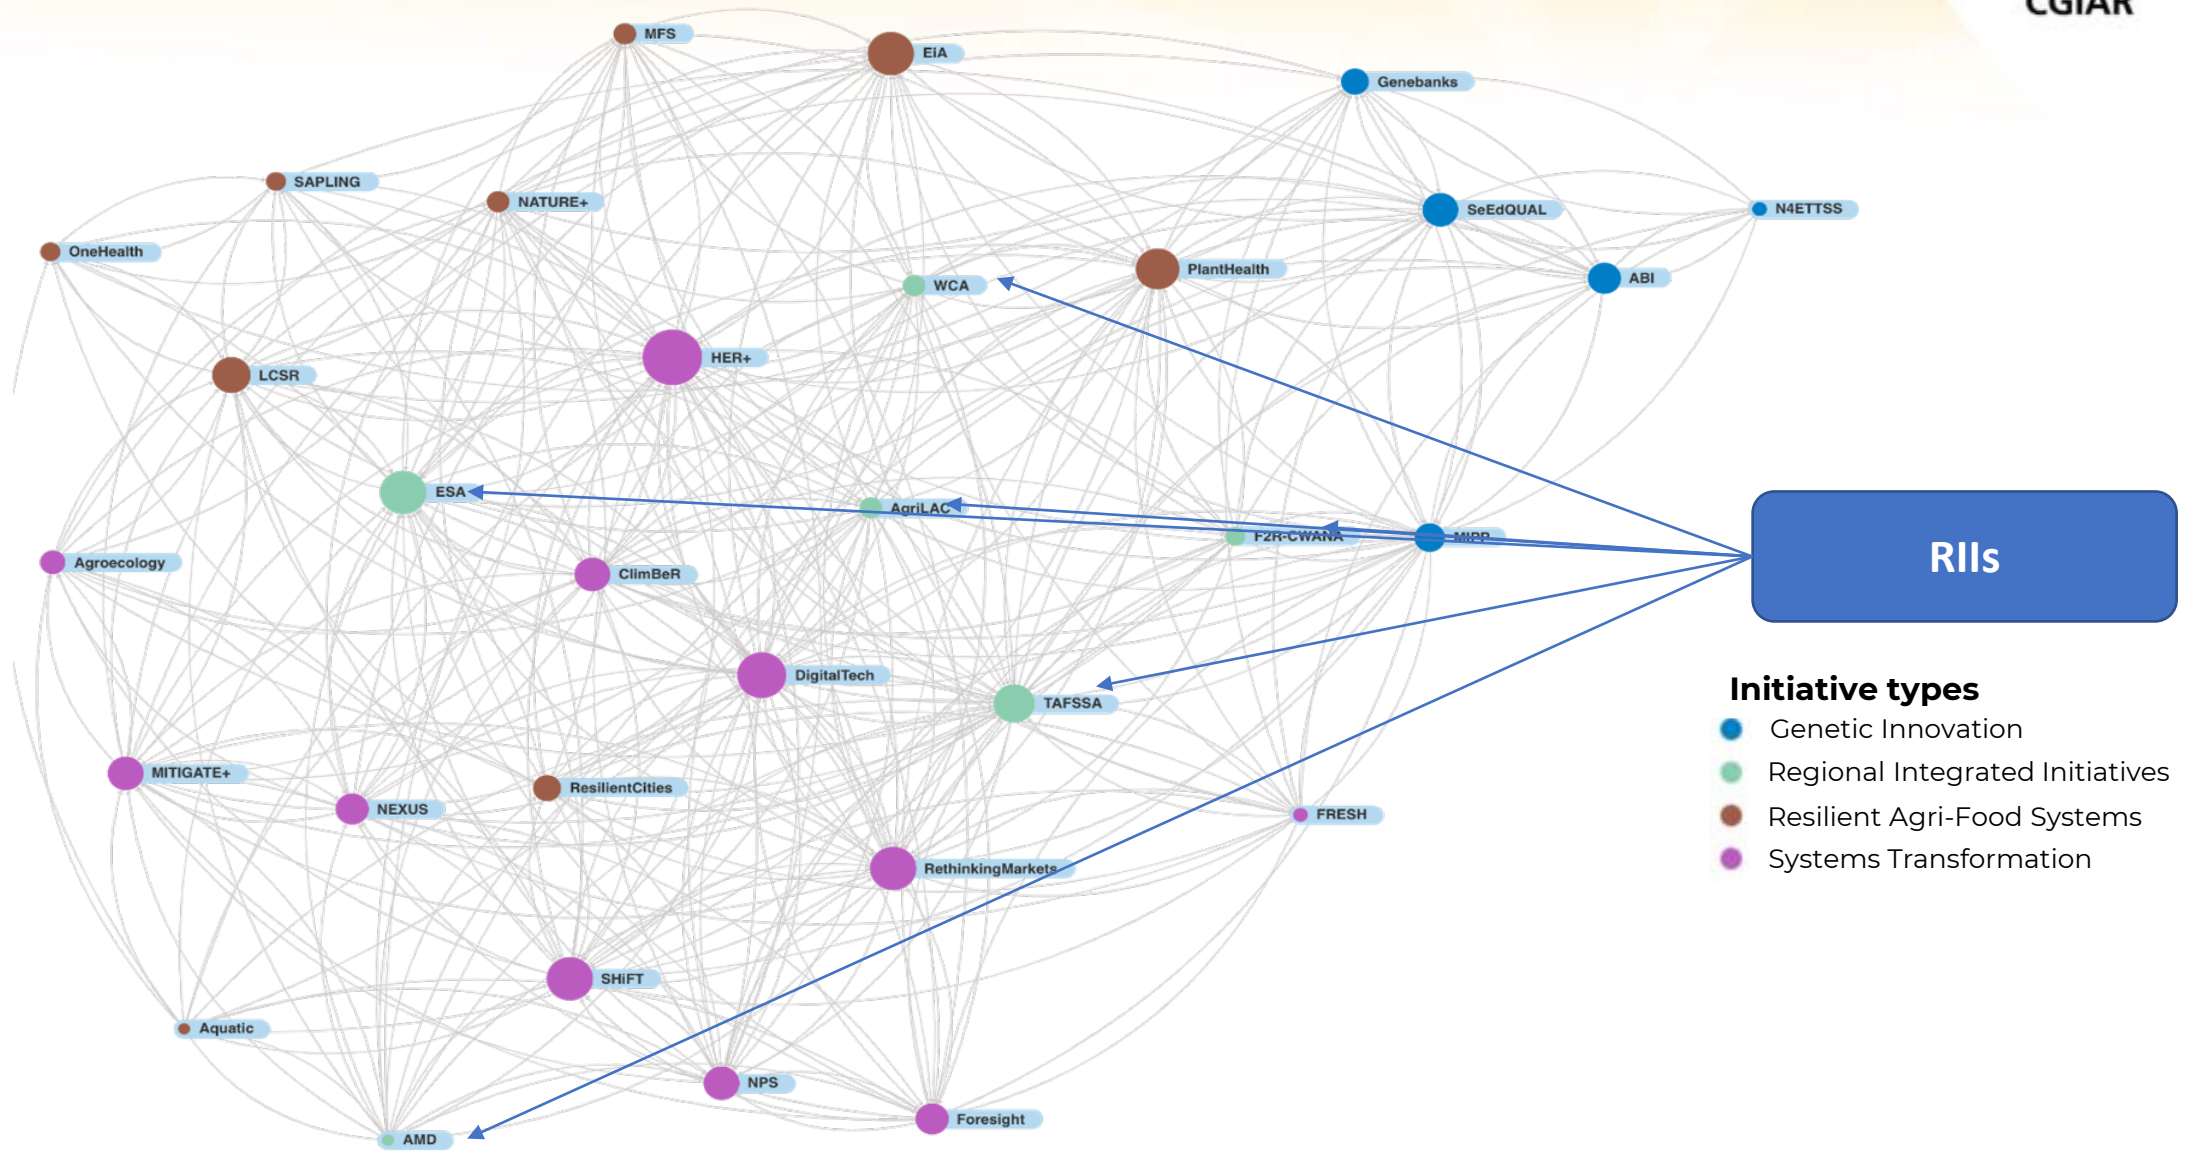 CGIAR
MFS
EiA
Genebanks
SAPLING
NATURE+
SeEdQUAL
N4ETTSS
OneHealth
PlantHealth
WCA
ABI
HER+
LCSR
ESA
AgriLAC
F2R-CWANA
MIPP
RIIs
Agroecology
ClimBeR
DigitalTech
TAFSSA
Initiative types
Genetic Innovation
Regional Integrated Initiatives
Resilient Agri-Food Systems
Systems Transformation
MITIGATE+
NEXUS
ResilientCities
FRESH
RethinkingMarkets
SHiFT
Aquatic
NPS
Foresight
AMD